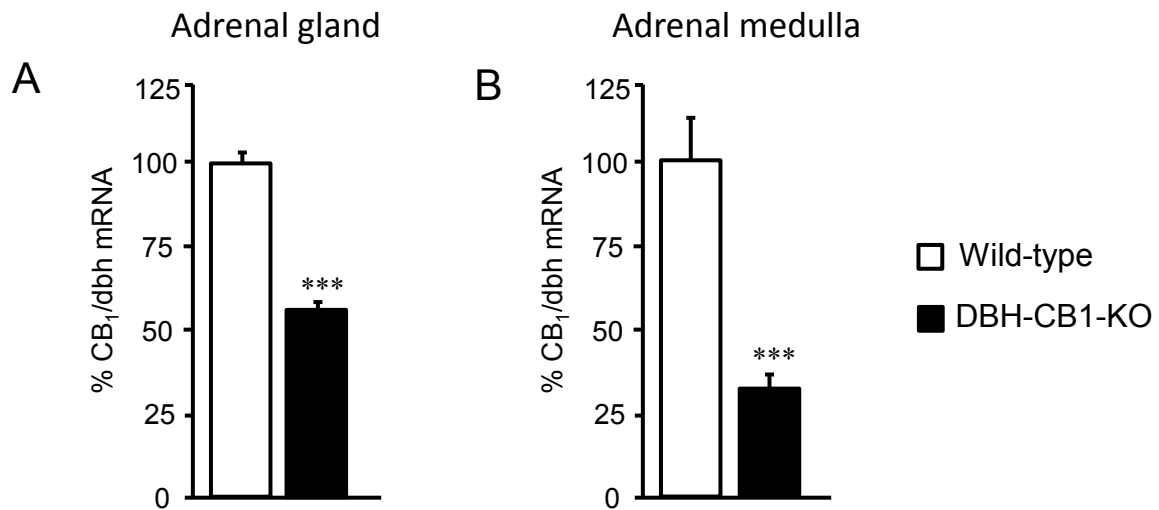 Adrenal gland
Adrenal medulla
A
% CB₁/dbh mRNA
125
100
75
50
25
0
***
B
% CB₁/dbh mRNA
125
100
75
50
25
0
***
Wild-type
DBH-CB1-KO